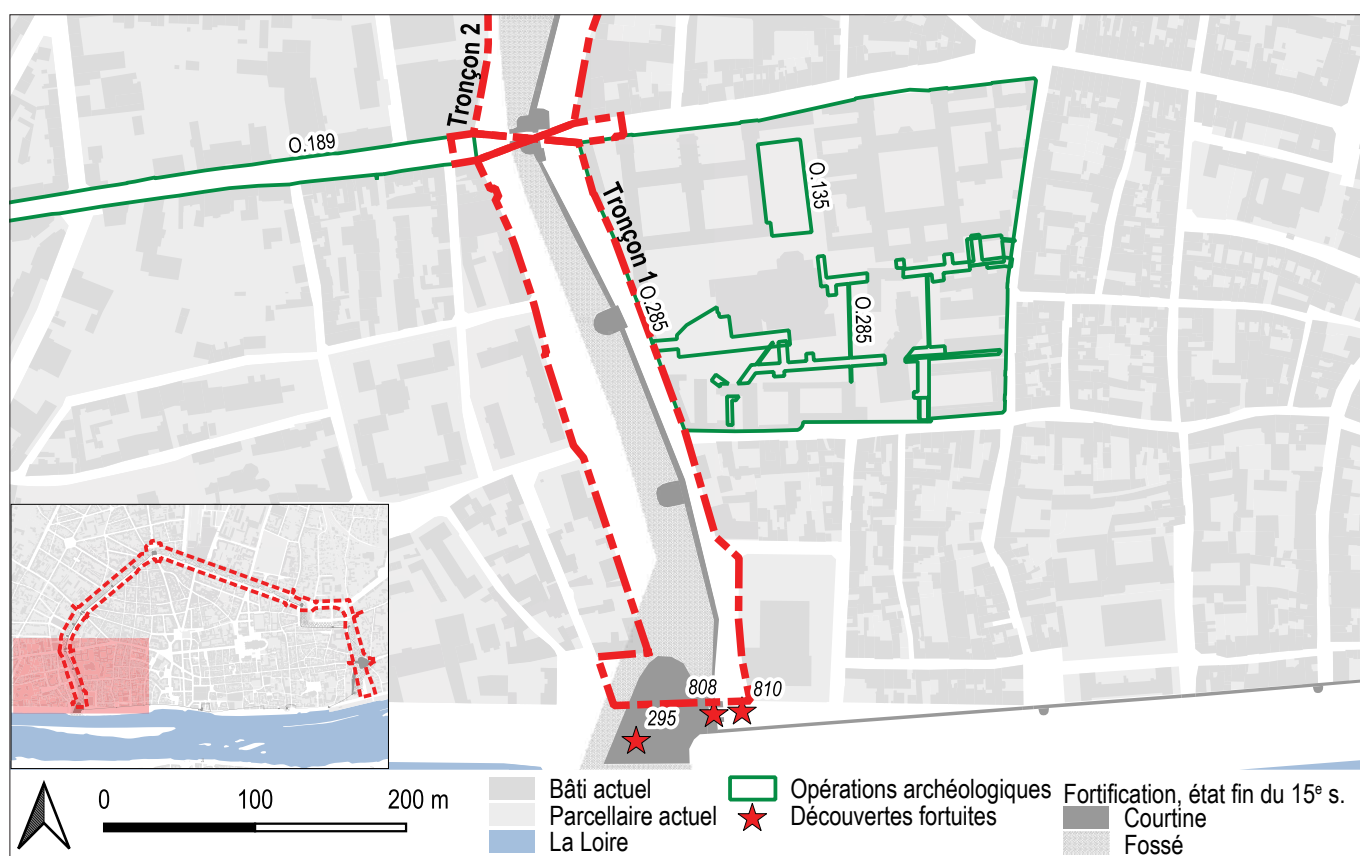 Tronçon 2
O.189
O.135
Tronçon 1
O.285
O.285
808
810
295
0
100
200 m
Bâti actuel
Parcellaire actuel
La Loire
Opérations archéologiques
Découvertes fortuites
Fortification, état fin du 15e s.
Courtine
Fossé